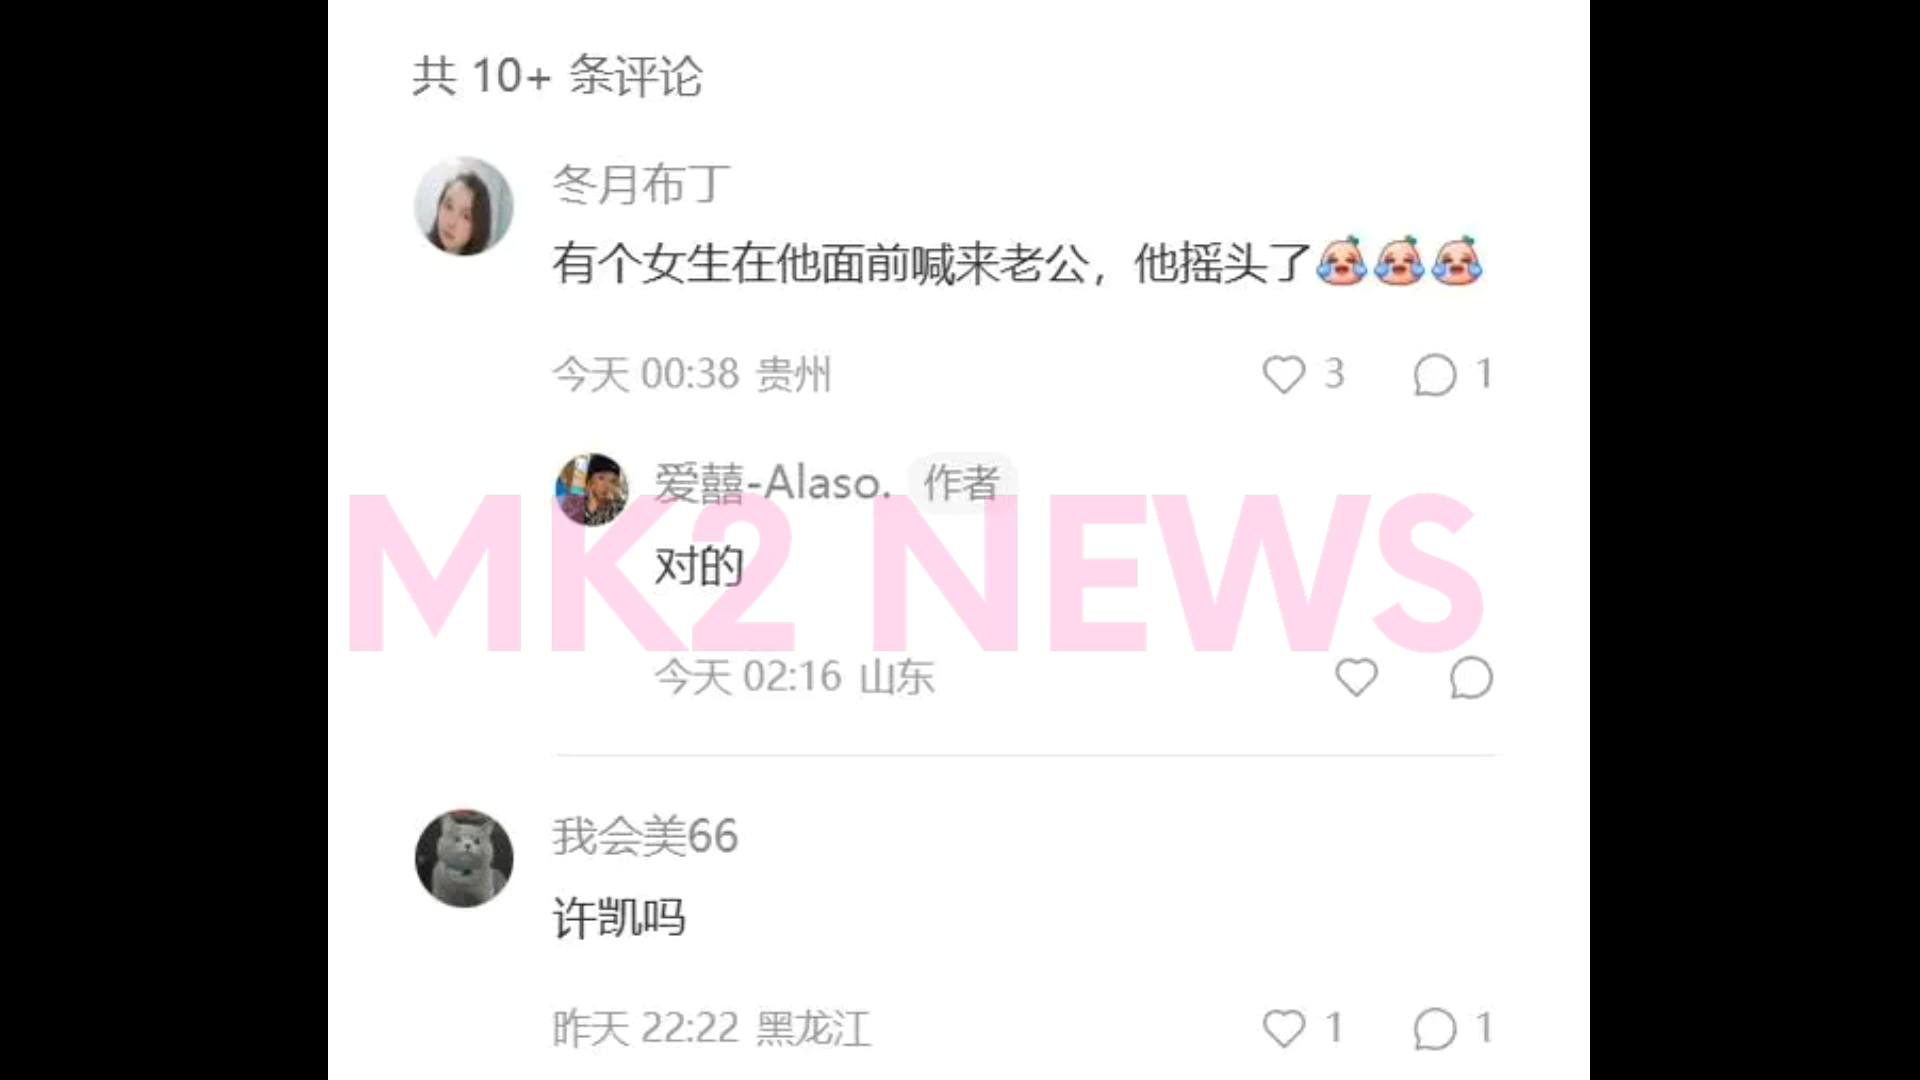 共 10+ 条评论
冬月布丁
有个女生在他面前喊来老公，他摇头了
今天 00:38 贵州
3
1
爱囍-Alaso. 作者
对的
MK2 NEWS
今天 02:16 山东
我会美66
许凯吗
昨天 22:22 黑龙江
1
1